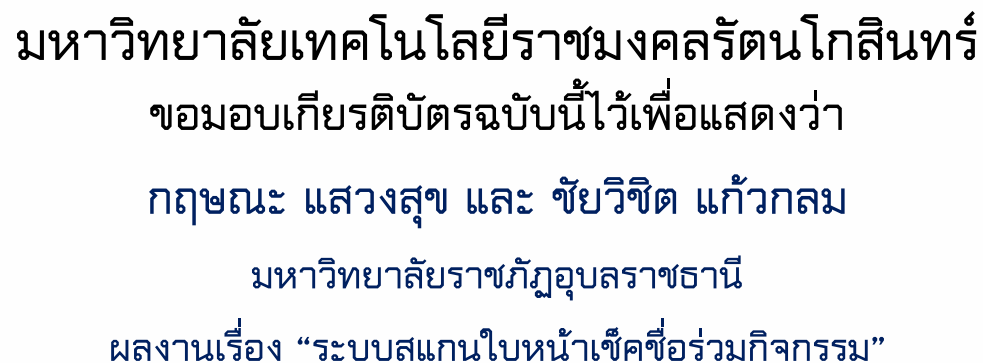 มหาวิทยาลัยเทคโนโลยีราชมงคลรัตนโกสินทร์
ขอมอบเกียรติบัตรฉบับนี้ไว้เพื่อแสดงว่า
กฤษณะ แสวงสุข และ ชัยวิชิต แก้วกลม
มหาวิทยาลัยราชภัฏอุบลราชธานี
ผลงานเรื่อง “ระบบสแกนใบหน้าเช็คชื่อร่วมกิจกรรม”